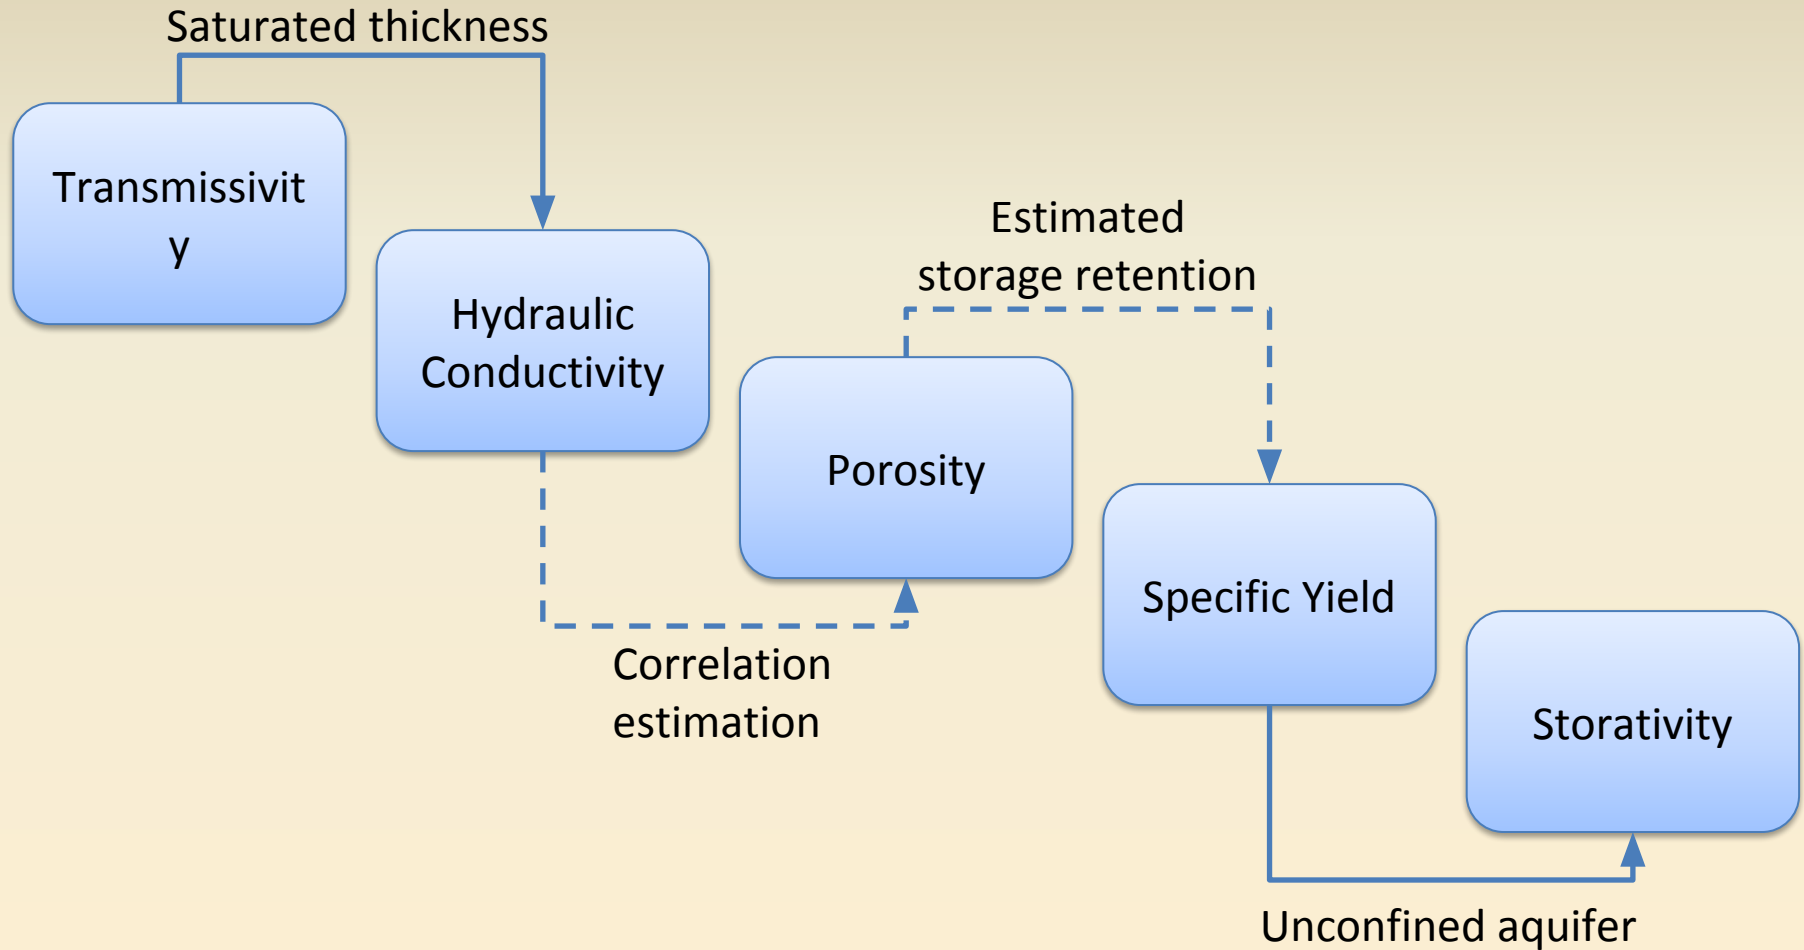 Saturated thickness
Transmissivit
y
Hydraulic
Conductivity
Estimated
storage retention
Porosity
Correlation
estimation
Specific Yield
Storativity
Unconfined aquifer